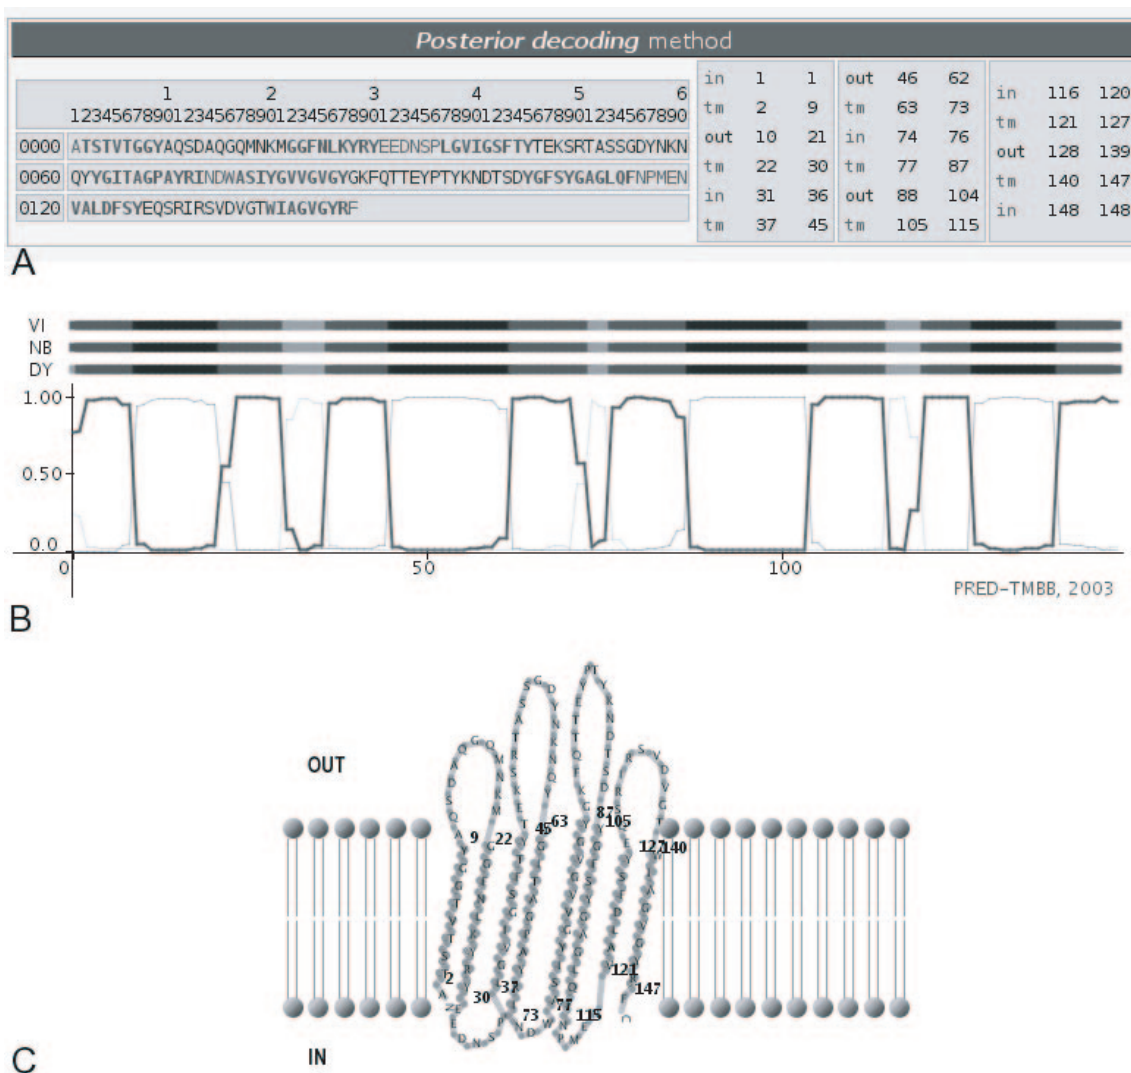 Posterior decoding method
1 2 3 4 5 6
123456789012345678901234567890123456789012345678901234567890
0000 ATSTVTGGYAQSDAQGQMNKMGGFNLKYRYEEDNSPLGVIGSFTYTEKSRTASSGDYNKN
0060 QYYGITAGPAYRINDWASIYGVVGVGYGKFQTTEYPTYKNDTSDYGFSYGAGLQFNPMEN
0120 VALDFSYEQSRIRSVDVGTWIAGVGYRF
in 1 1
tm 2 9
out 10 21
tm 22 30
in 31 36
tm 37 45
out 46 62
tm 63 73
in 74 76
tm 77 87
out 88 104
tm 105 115
in 116 120
tm 121 127
out 128 139
tm 140 147
in 148 148
A
VI
NB
DY
1.00
0.50
0.0
0 50 100
PRED-TMBB, 2003
B
OUT
9 22 45 63 87 105 127 140
2 30 37 73 77 115 121 147
IN
C